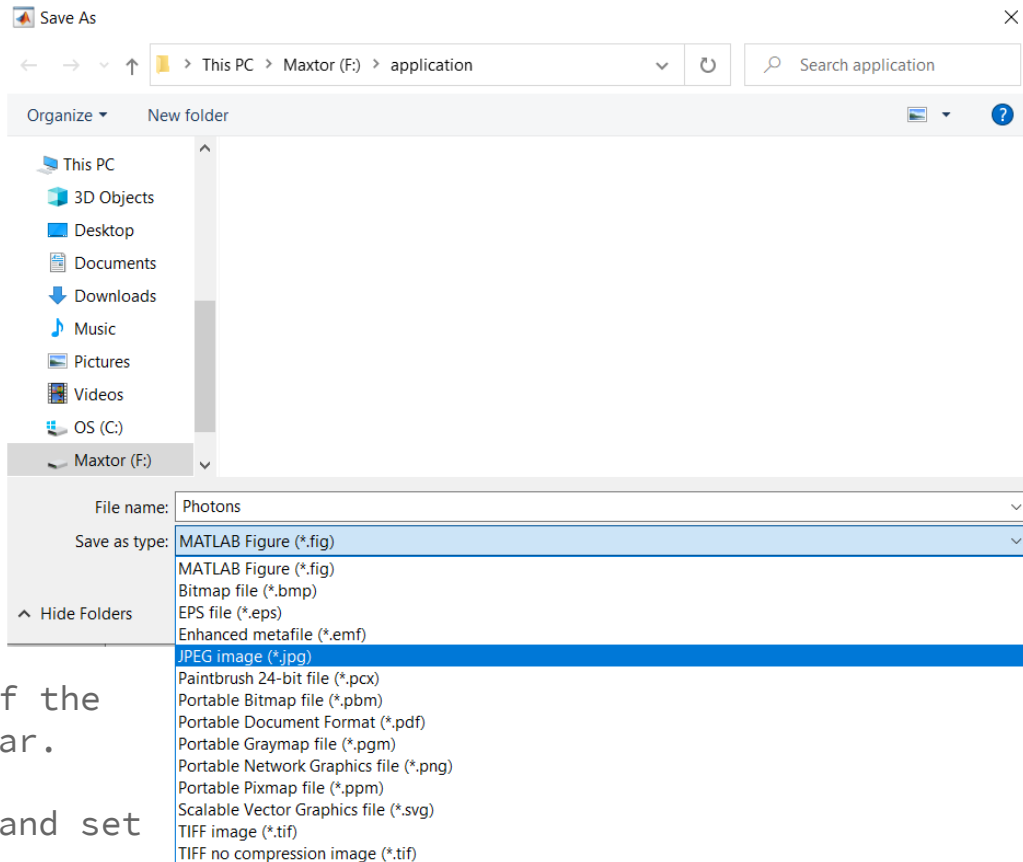 Save As
This PC > Maxtor (F:) > application
Search application
Organize
New folder
?
This PC
3D Objects
Desktop
Documents
Downloads
Music
Pictures
Videos
OS (C:)
Maxtor (F:)
File name: Photons
Save as type: MATLAB Figure (*.fig)
MATLAB Figure (*.fig)
Bitmap file (*.bmp)
Hide Folders
EPS file (*.eps)
Enhanced metafile (*.emf)
JPEG image (*.jpg)
Paintbrush 24-bit file (*.pcx)
Portable Bitmap file (*.pbm)
Portable Document Format (*.pdf)
Portable Graymap file (*.pgm)
Portable Network Graphics file (*.png)
Portable Pixmap file (*.ppm)
Scalable Vector Graphics file (*.svg)
TIFF image (*.tif)
TIFF no compression image (*.tif)
f the
ar.
and set